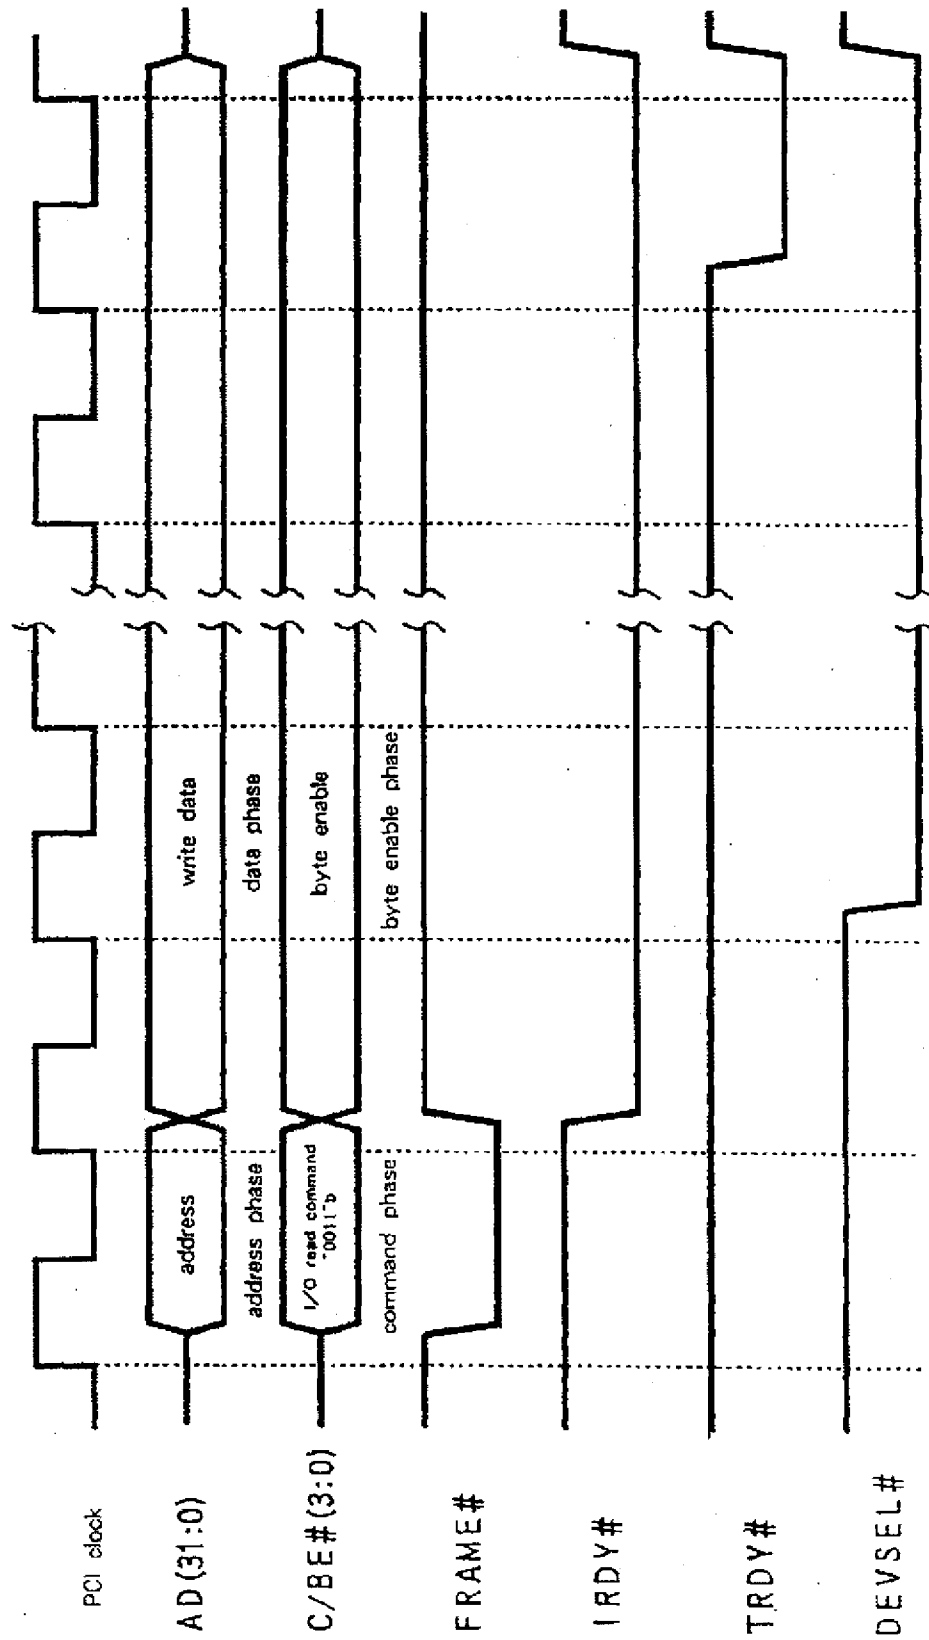 PCI clock
AD(31:0)
address
write data
address phase
data phase
C/BE#(3:0)
I/O read command
"0011"b
byte enable
command phase
byte enable phase
FRAME#
IRDY#
TRDY#
DEVSEL#